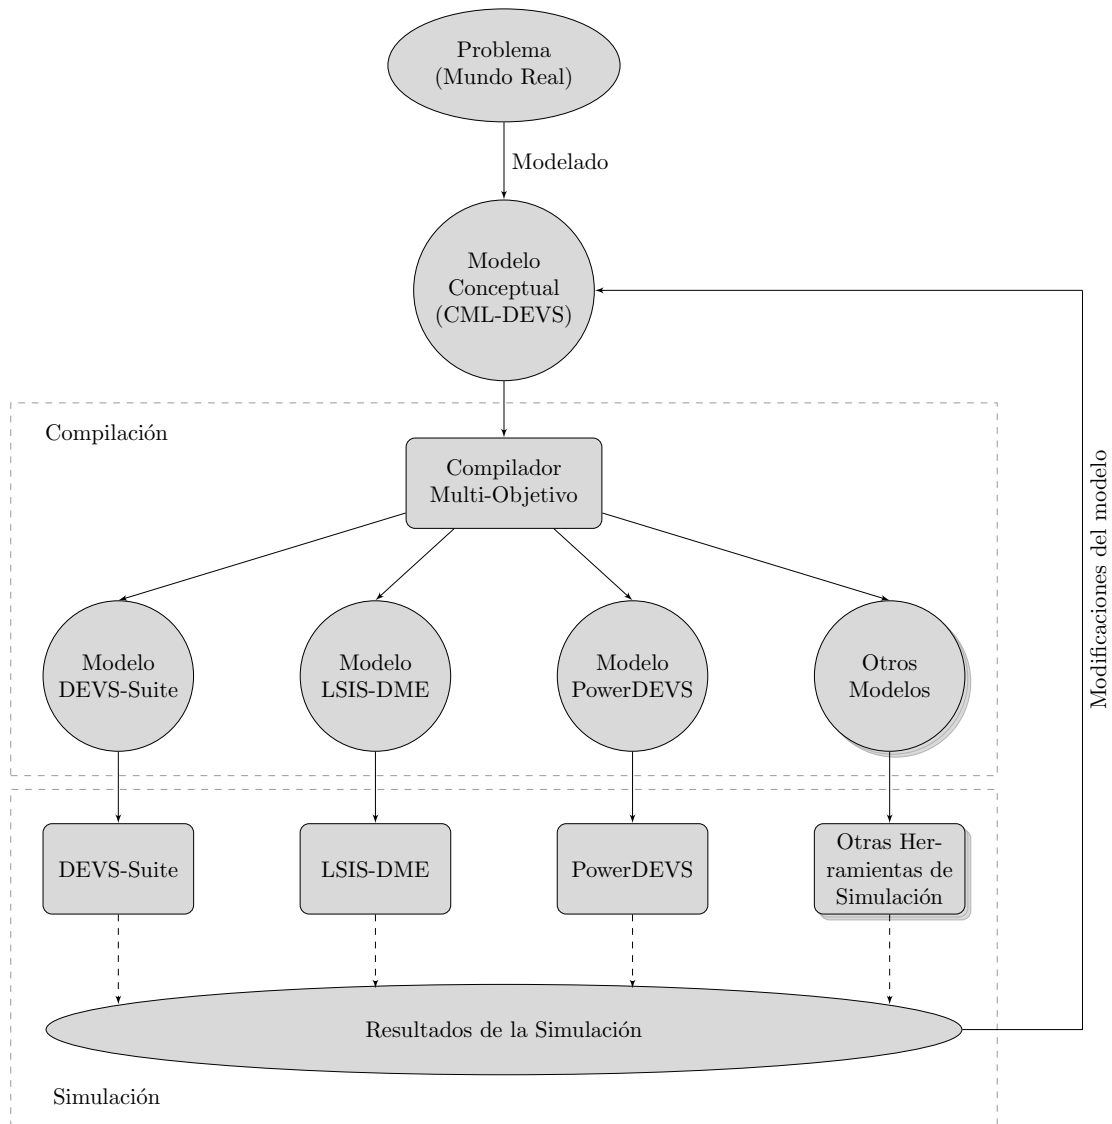 Problema
(Mundo Real)
Modelado
Modelo
Conceptual
(CML-DEVS)
Compilación
Compilador
Multi-Objetivo
Modelo
DEVS-Suite
Modelo
LSIS-DME
Modelo
PowerDEVS
Otros
Modelos
Modificaciones del modelo
DEVS-Suite
LSIS-DME
PowerDEVS
Otras Her-
ramientas de
Simulación
Resultados de la Simulación
Simulación